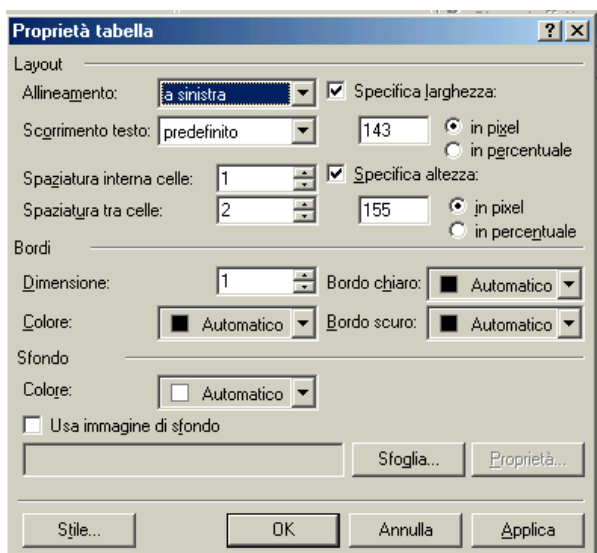 Proprietà tabella
Layout
Allineamento: a sinistra Specifica larghezza:
Scorrimento testo: predefinito 143 in pixel
in percentuale
Spaziatura interna celle: 1 Specifica altezza:
Spaziatura tra celle: 2 155 in pixel
in percentuale
Bordi
Dimensione: 1 Bordo chiaro: Automatico
Colore: Automatico Bordo scuro: Automatico
Sfondo
Colore: Automatico
Usa immagine di sfondo
Sfoglia... Proprietà...
Stile... OK Annulla Applica